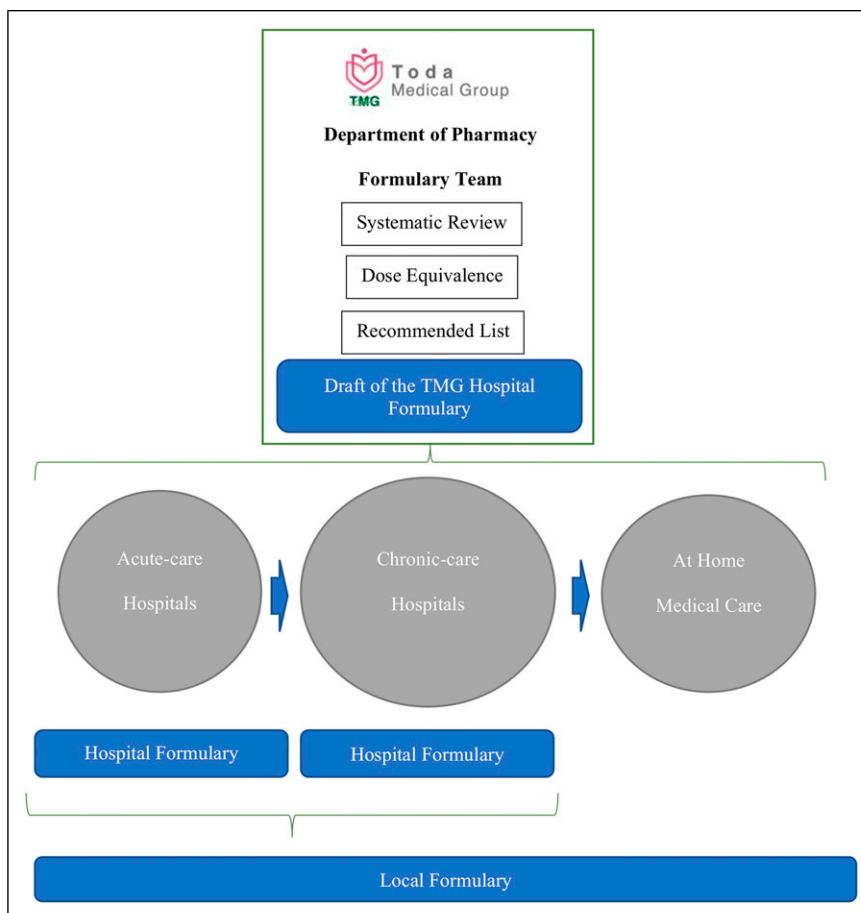 Toda
Medical Group
TMG
Department of Pharmacy
Formulary Team
Systematic Review
Dose Equivalence
Recommended List
Draft of the TMG Hospital
Formulary
Acute-care
Hospitals
Chronic-care
Hospitals
At Home
Medical Care
Hospital Formulary
Hospital Formulary
Local Formulary